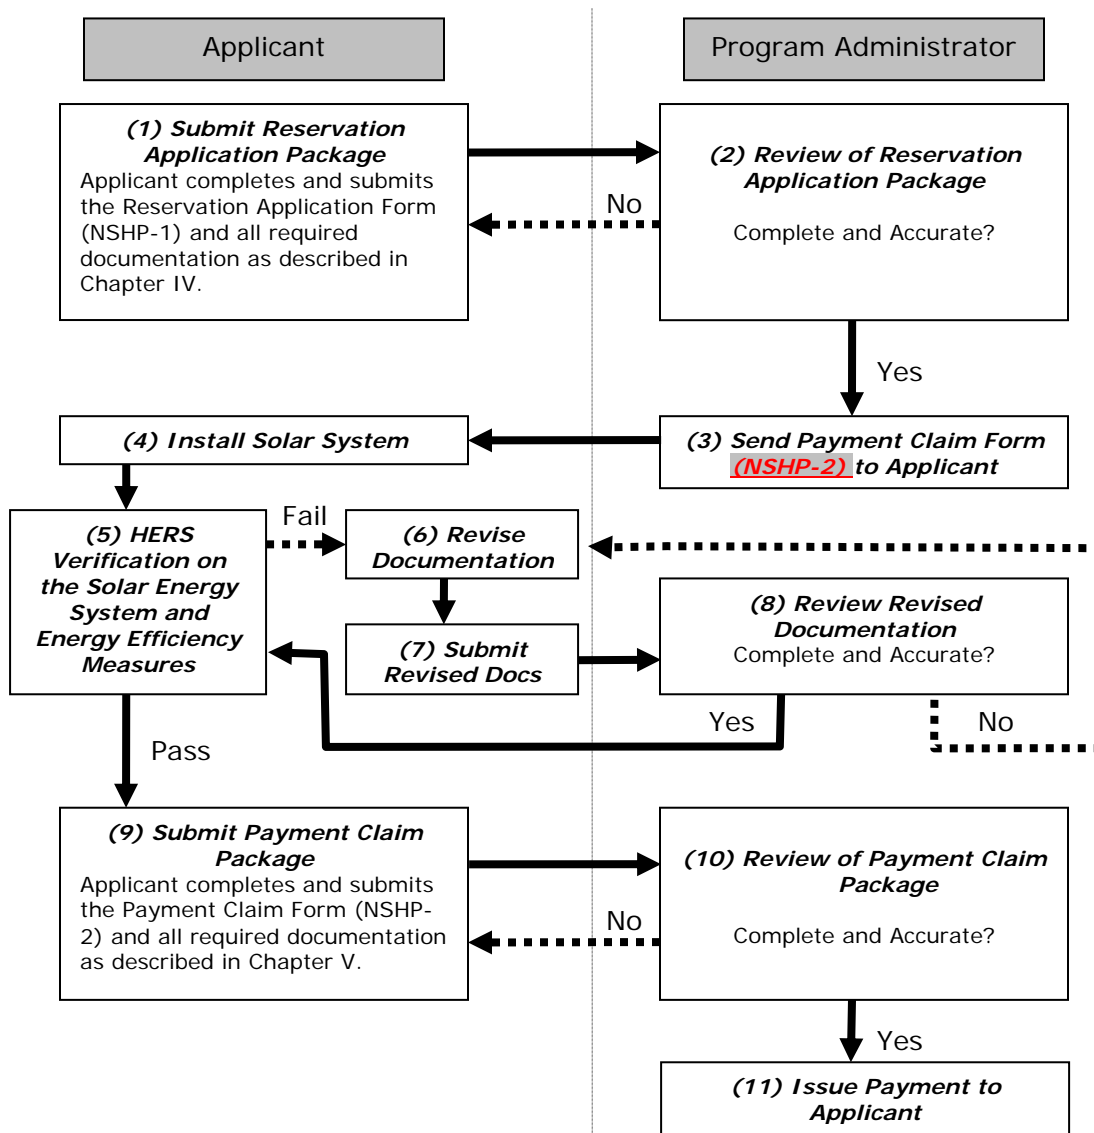 Applicant
Program Administrator
(1) Submit Reservation
Application Package
Applicant completes and submits
the Reservation Application Form
(NSHP-1) and all required
documentation as described in
Chapter IV.
(2) Review of Reservation
Application Package
Complete and Accurate?
No
Yes
(3) Send Payment Claim Form
(NSHP-2) to Applicant
(4) Install Solar System
(5) HERS
Verification on
the Solar Energy
System and
Energy Efficiency
Measures
Fail
(6) Revise
Documentation
(7) Submit
Revised Docs
(8) Review Revised
Documentation
Complete and Accurate?
Yes
No
Pass
(9) Submit Payment Claim
Package
Applicant completes and submits
the Payment Claim Form (NSHP-
2) and all required documentation
as described in Chapter V.
(10) Review of Payment Claim
Package
Complete and Accurate?
No
Yes
(11) Issue Payment to
Applicant